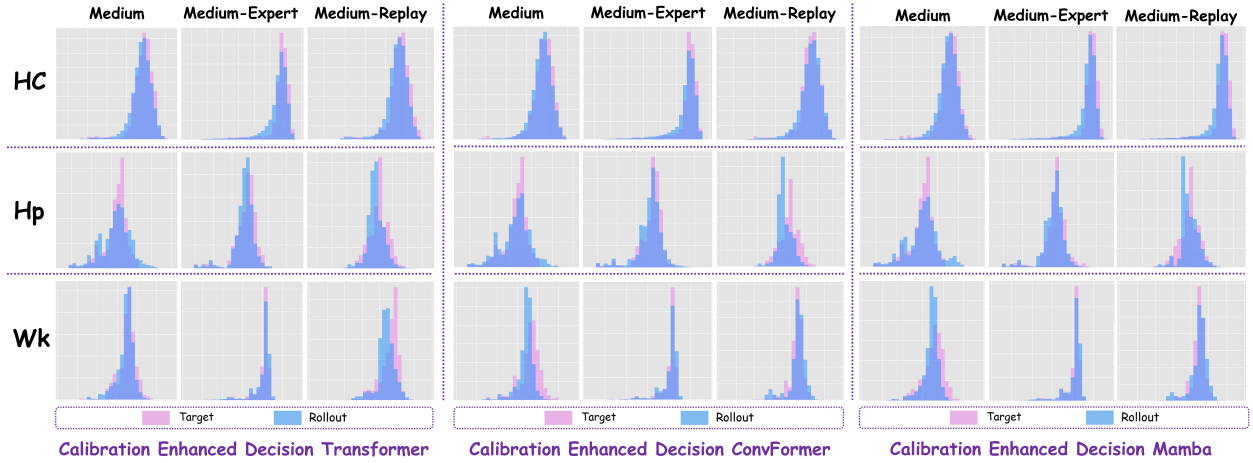 Medium Medium-Expert Medium-Replay Medium Medium-Expert Medium-Replay Medium Medium-Expert Medium-Replay
HC
Hp
Wk
Target Rollout Target Rollout Target Rollout
Calibration Enhanced Decision Transformer Calibration Enhanced Decision ConvFormer Calibration Enhanced Decision Mamba